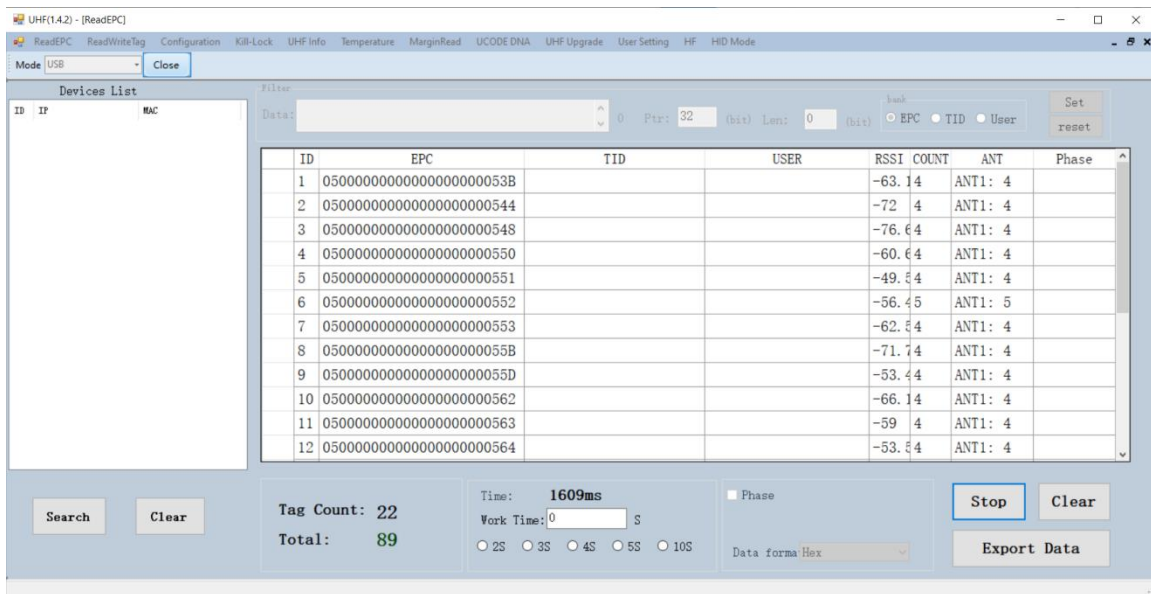 UHF(1.4.2) - [ReadEPC]
ReadEPC ReadWriteTag Configuration Kill-Lock UHF Info Temperature MarginRead UCODE DNA UHF Upgrade User Setting HF HID Mode
Mode USB Close
Devices List
ID IP MAC
Filter
Data: 0 Ptr: 32 (bit) Len: 0 (bit)
bank
EPC TID User
Set
reset
ID EPC TID USER RSSI COUNT ANT Phase
1 05000000000000000000053B -63.1 4 ANT1: 4
2 050000000000000000000544 -72 4 ANT1: 4
3 050000000000000000000548 -76.6 4 ANT1: 4
4 050000000000000000000550 -60.6 4 ANT1: 4
5 050000000000000000000551 -49.5 4 ANT1: 4
6 050000000000000000000552 -56.4 5 ANT1: 5
7 050000000000000000000553 -62.5 4 ANT1: 4
8 05000000000000000000055B -71.7 4 ANT1: 4
9 05000000000000000000055D -53.4 4 ANT1: 4
10 050000000000000000000562 -66.1 4 ANT1: 4
11 050000000000000000000563 -59 4 ANT1: 4
12 050000000000000000000564 -53.5 4 ANT1: 4
Search Clear
Tag Count: 22
Total: 89
Time: 1609ms
Work Time: 0 S
2S 3S 4S 5S 10S
Phase
Data forma Hex
Stop Clear
Export Data